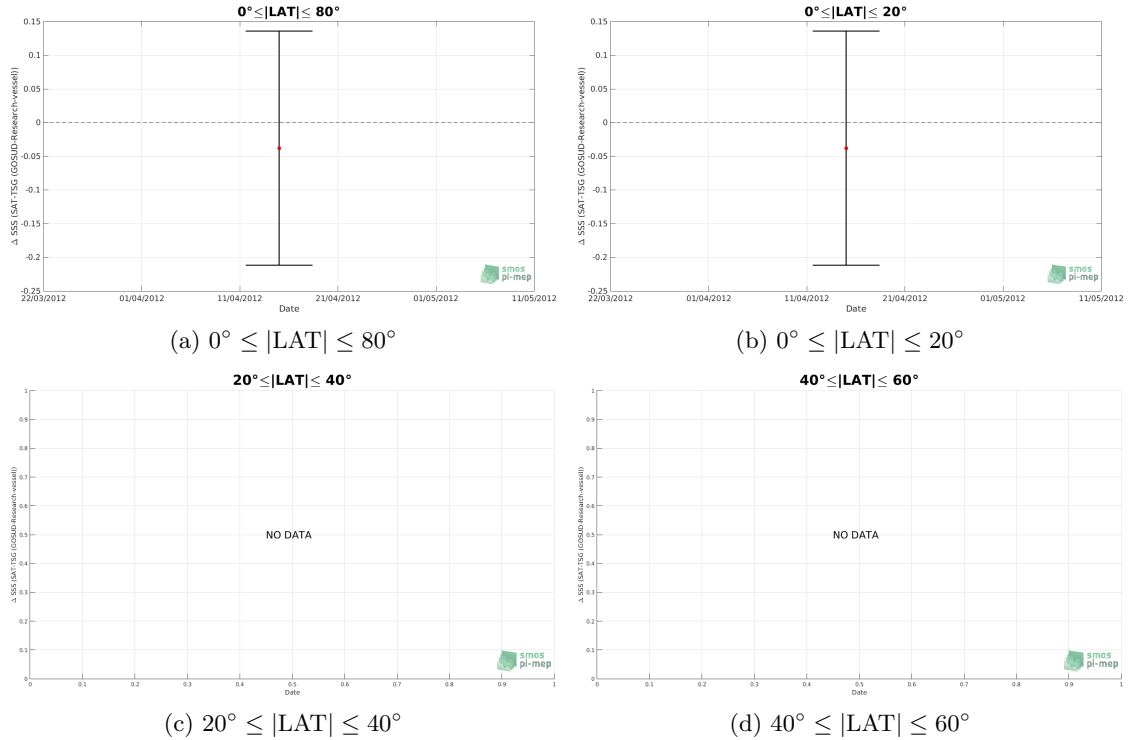 0°≤|LAT|≤ 80°
Δ SSS (SAT-TSG (GOSUD-Research-vessel))
0.15
0.1
0.05
0
-0.05
-0.1
-0.15
-0.2
-0.25
22/03/2012 01/04/2012 11/04/2012 21/04/2012 01/05/2012 11/05/2012
Date
smos
pi-mep
(a) 0° ≤ |LAT| ≤ 80°
0°≤|LAT|≤ 20°
Δ SSS (SAT-TSG (GOSUD-Research-vessel))
0.15
0.1
0.05
0
-0.05
-0.1
-0.15
-0.2
-0.25
22/03/2012 01/04/2012 11/04/2012 21/04/2012 01/05/2012 11/05/2012
Date
smos
pi-mep
(b) 0° ≤ |LAT| ≤ 20°
20°≤|LAT|≤ 40°
Δ SSS (SAT-TSG (GOSUD-Research-vessel))
1
0.9
0.8
0.7
0.6
0.5
0.4
0.3
0.2
0.1
0
NO DATA
0 0.1 0.2 0.3 0.4 0.5 0.6 0.7 0.8 0.9 1
Date
smos
pi-mep
(c) 20° ≤ |LAT| ≤ 40°
40°≤|LAT|≤ 60°
Δ SSS (SAT-TSG (GOSUD-Research-vessel))
1
0.9
0.8
0.7
0.6
0.5
0.4
0.3
0.2
0.1
0
NO DATA
0 0.1 0.2 0.3 0.4 0.5 0.6 0.7 0.8 0.9 1
Date
smos
pi-mep
(d) 40° ≤ |LAT| ≤ 60°